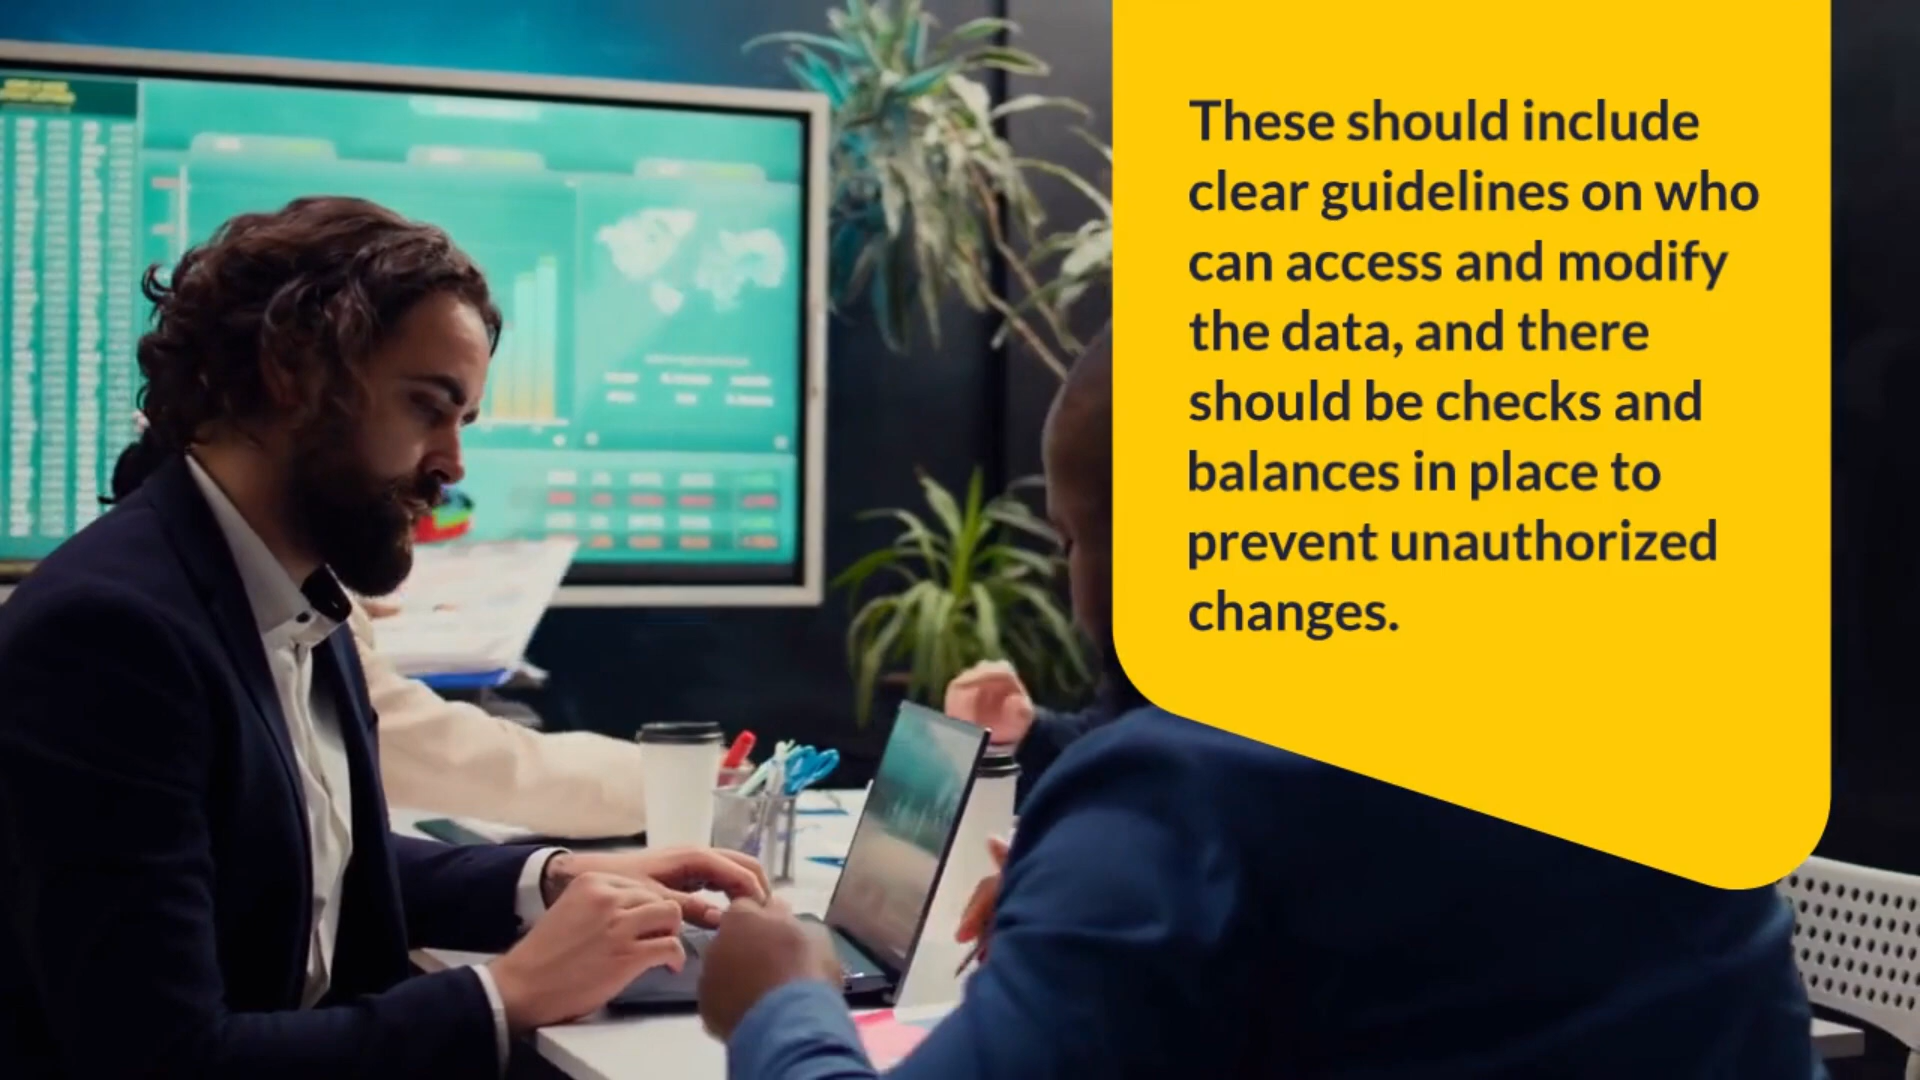 These should include
clear guidelines on who
can access and modify
the data, and there
should be checks and
balances in place to
prevent unauthorized
changes.